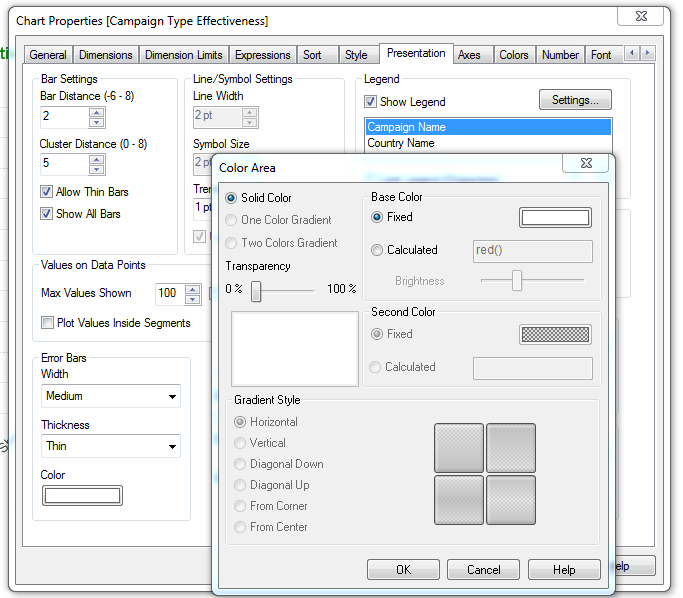 Chart Properties [Campaign Type Effectiveness]
General Dimensions Dimension Limits Expressions Sort Style Presentation Axes Colors Number Font
Bar Settings
Bar Distance (-6 - 8)
2
Cluster Distance (0 - 8)
5
Allow Thin Bars
Show All Bars
Line/Symbol Settings
Line Width
2 pt
Symbol Size
2 pt
1 pt
Legend
Show Legend
Settings...
Campaign Name
Country Name
Values on Data Points
Max Values Shown
100
Plot Values Inside Segments
Error Bars
Width
Medium
Thickness
Thin
Color
Color Area
Solid Color
One Color Gradient
Two Colors Gradient
Transparency
0 % 100 %
Base Color
Fixed
Calculated
red()
Brightness
Second Color
Fixed
Calculated
Gradient Style
Horizontal
Vertical
Diagonal Down
Diagonal Up
From Corner
From Center
OK Cancel Help